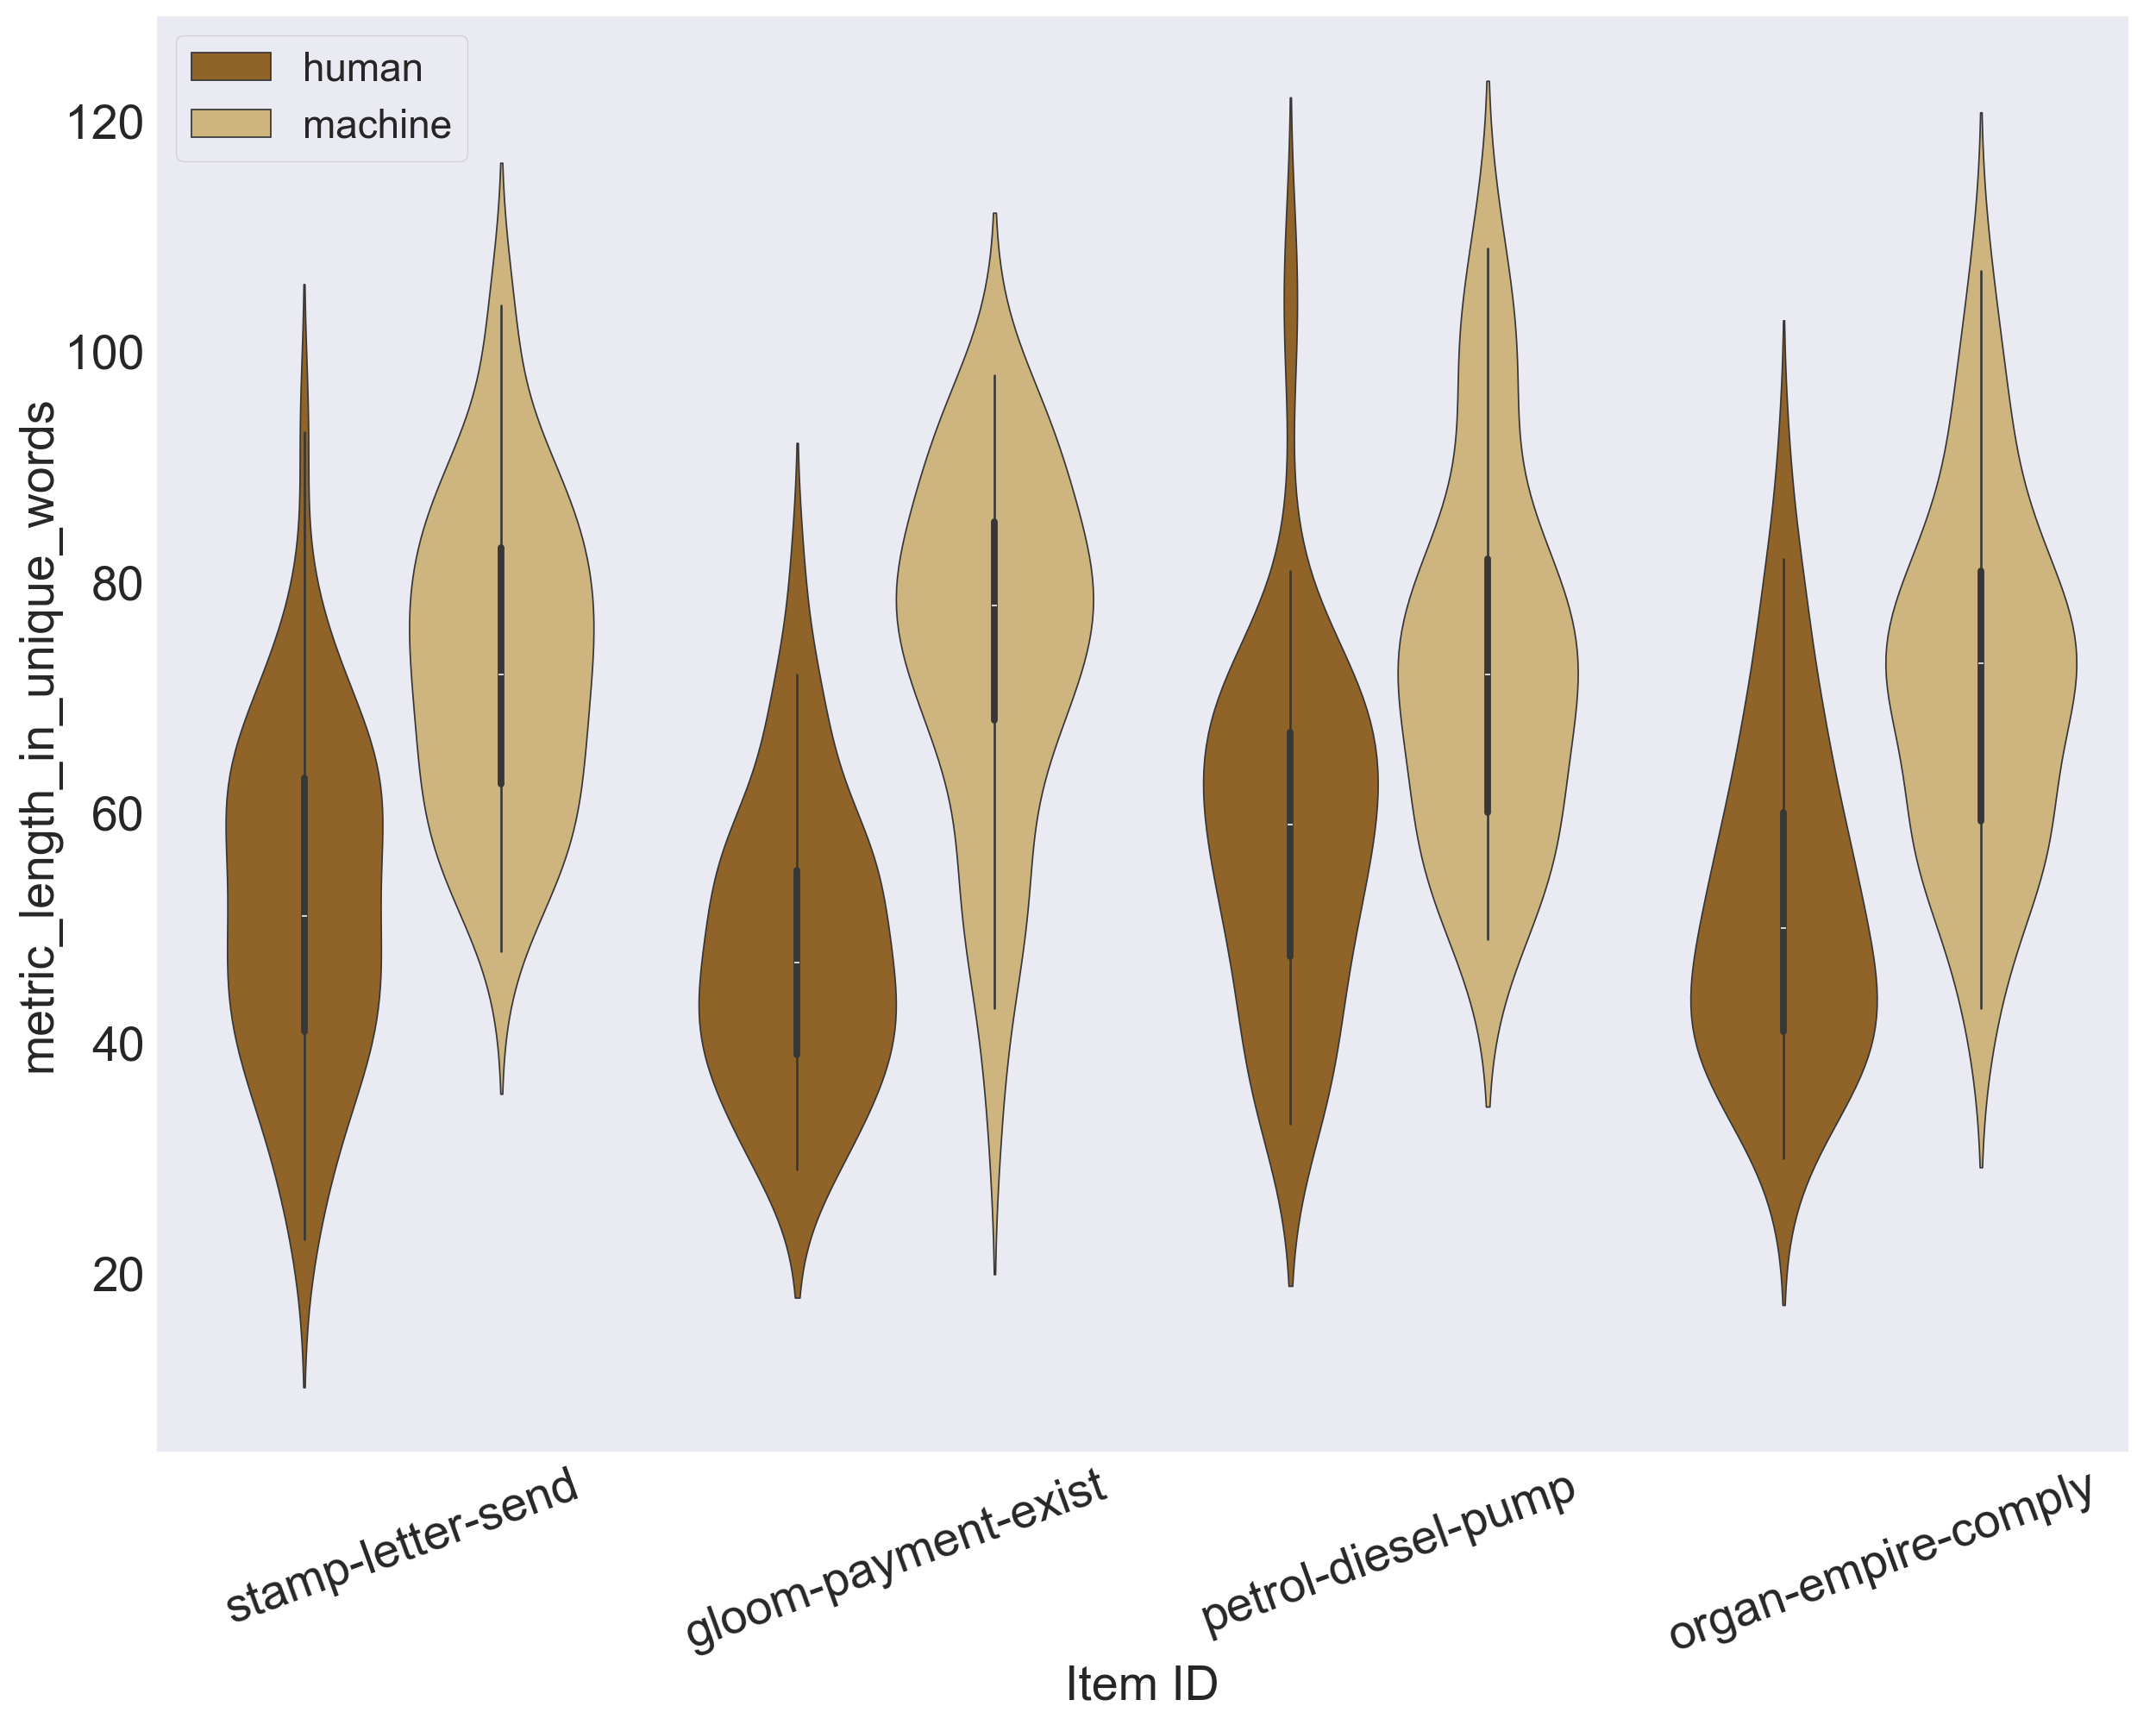 human
machine
120
100
80
60
40
20
metric_length_in_unique_words
stamp-letter-send
gloom-payment-exist
petrol-diesel-pump
organ-empire-comply
Item ID